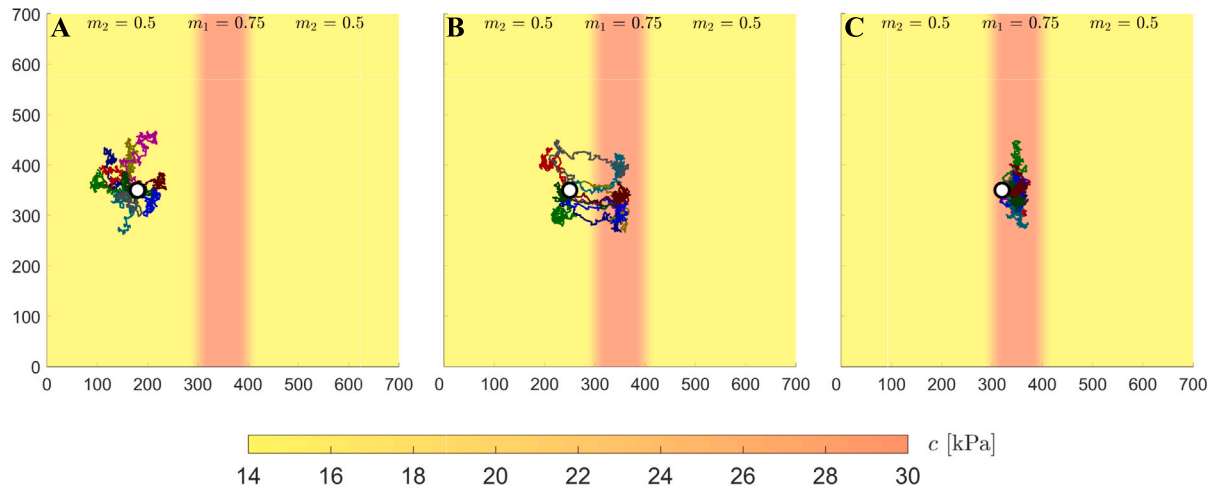 A m₂ = 0.5 m₁ = 0.75 m₂ = 0.5
B m₂ = 0.5 m₁ = 0.75 m₂ = 0.5
C m₂ = 0.5 m₁ = 0.75 m₂ = 0.5
700
600
500
400
300
200
100
0
0 100 200 300 400 500 600 700
0 100 200 300 400 500 600 700
0 100 200 300 400 500 600 700
c [kPa]
14 16 18 20 22 24 26 28 30